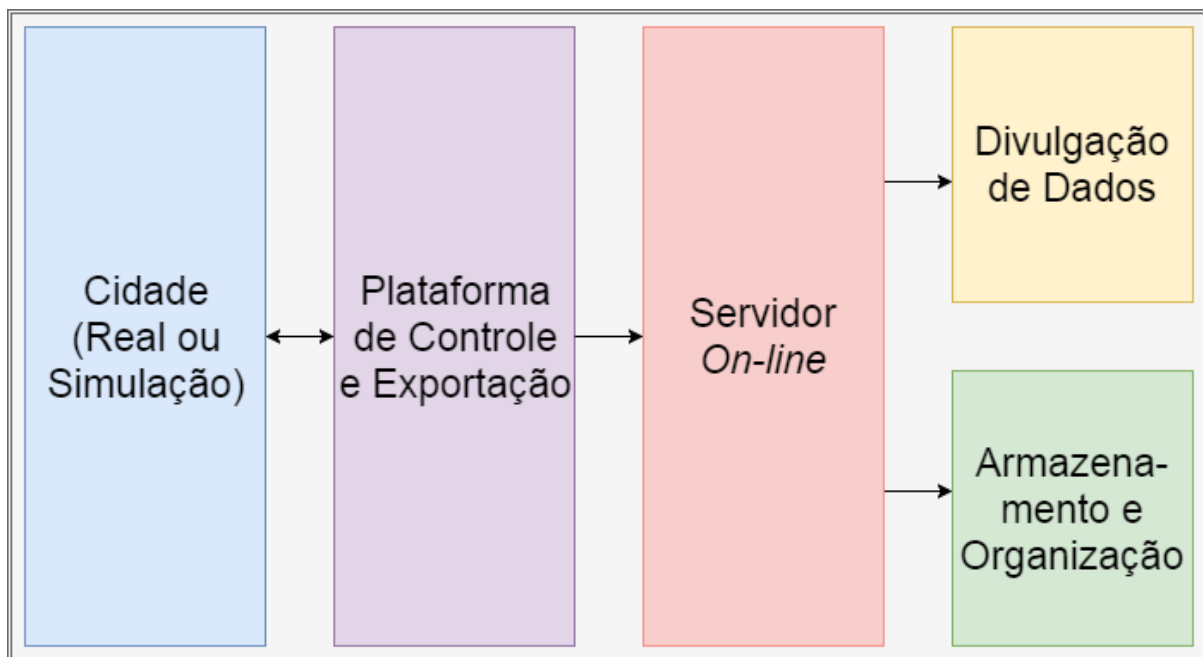 Cidade
(Real ou
Simulação)
Plataforma
de Controle
e Exportação
Servidor
On-line
Divulgação
de Dados
Armazena-
mento e
Organização